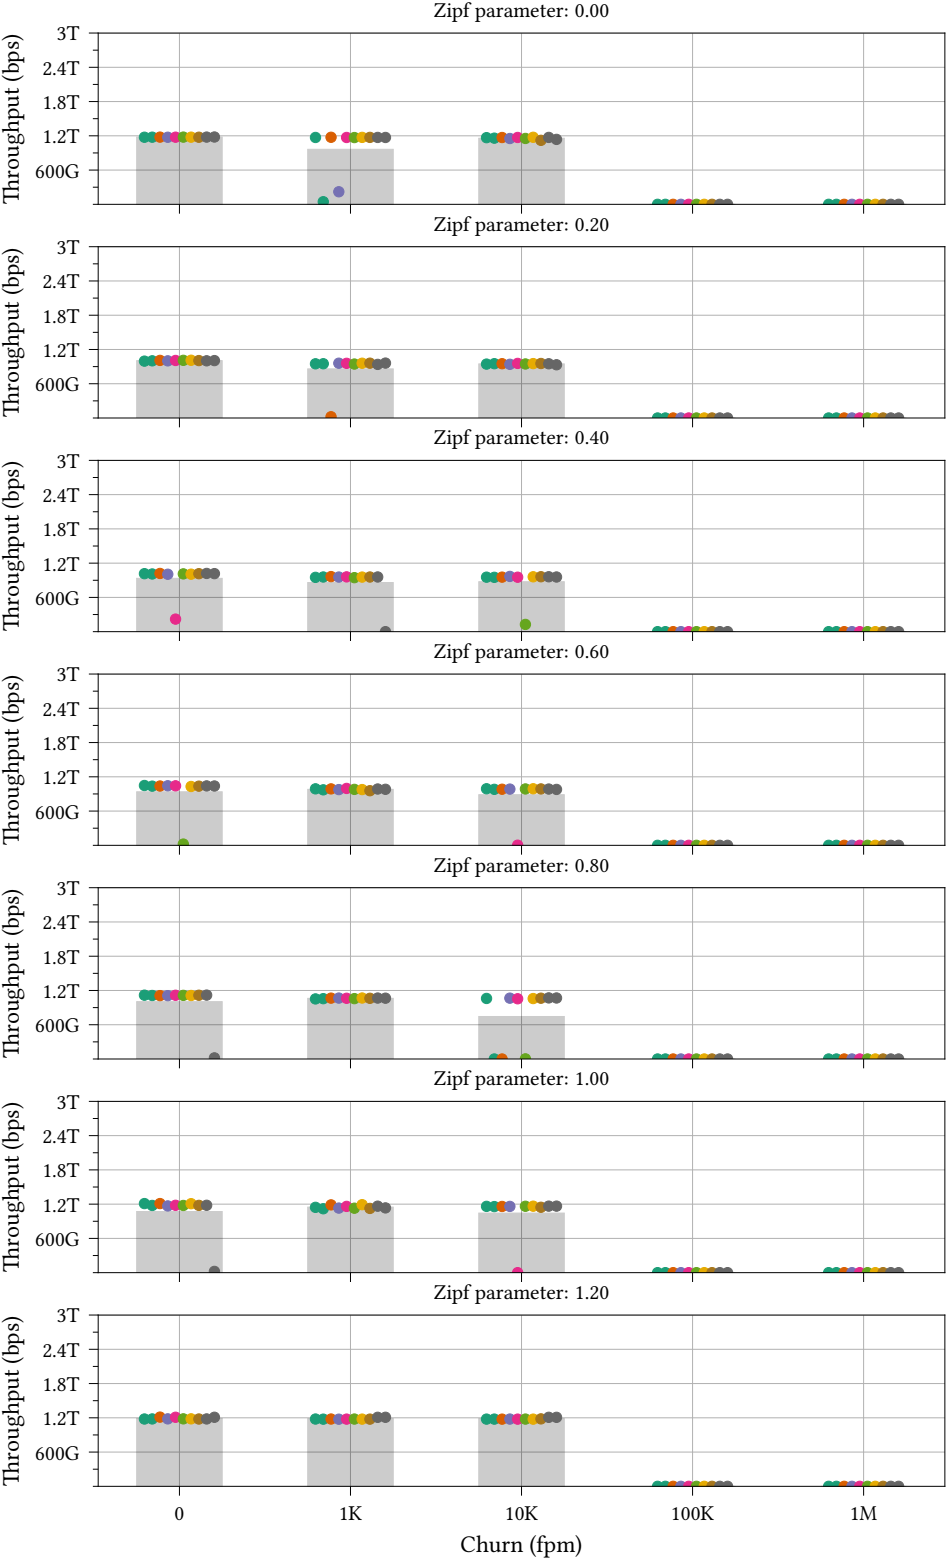 Zipf parameter: 0.00
Throughput (bps)
3T
2.4T
1.8T
1.2T
600G
Zipf parameter: 0.20
Throughput (bps)
3T
2.4T
1.8T
1.2T
600G
Zipf parameter: 0.40
Throughput (bps)
3T
2.4T
1.8T
1.2T
600G
Zipf parameter: 0.60
Throughput (bps)
3T
2.4T
1.8T
1.2T
600G
Zipf parameter: 0.80
Throughput (bps)
3T
2.4T
1.8T
1.2T
600G
Zipf parameter: 1.00
Throughput (bps)
3T
2.4T
1.8T
1.2T
600G
Zipf parameter: 1.20
Throughput (bps)
3T
2.4T
1.8T
1.2T
600G
0 1K 10K 100K 1M
Churn (fpm)